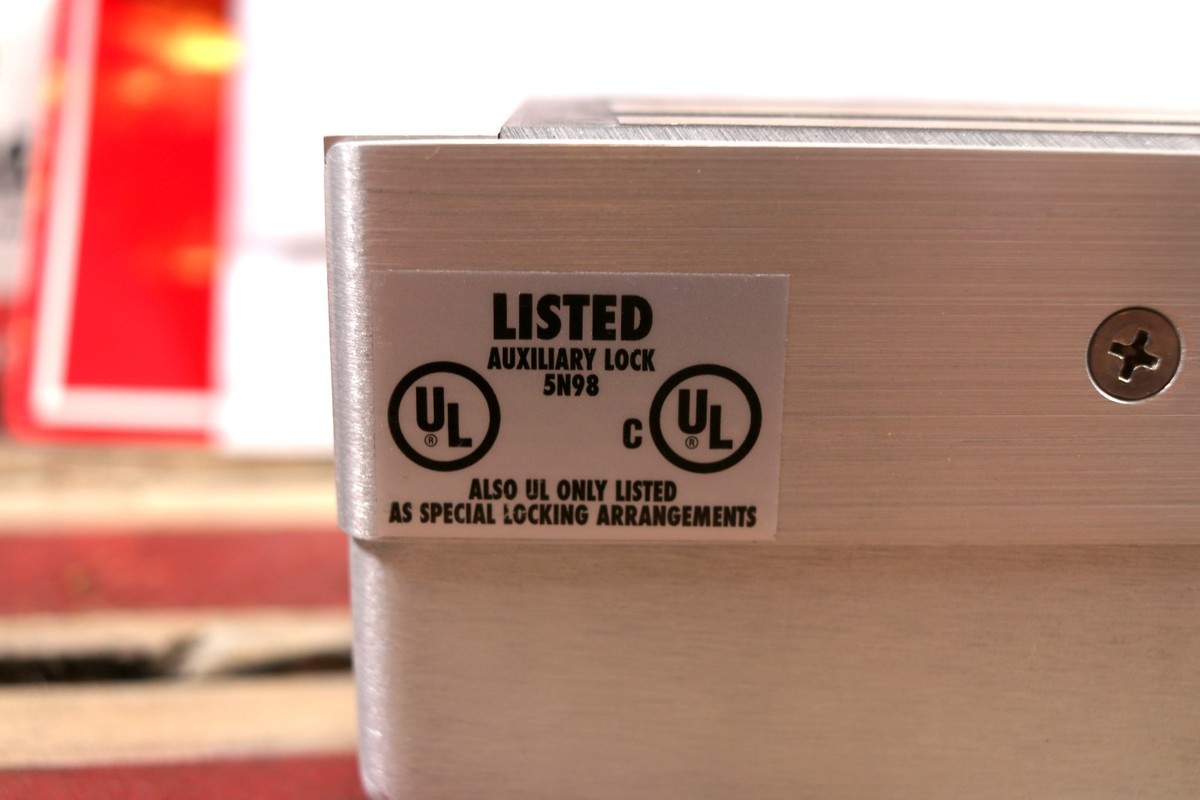 LISTED
AUXILIARY LOCK
5N98
UL®
C UL®
ALSO UL ONLY LISTED
AS SPECIAL LOCKING ARRANGEMENTS